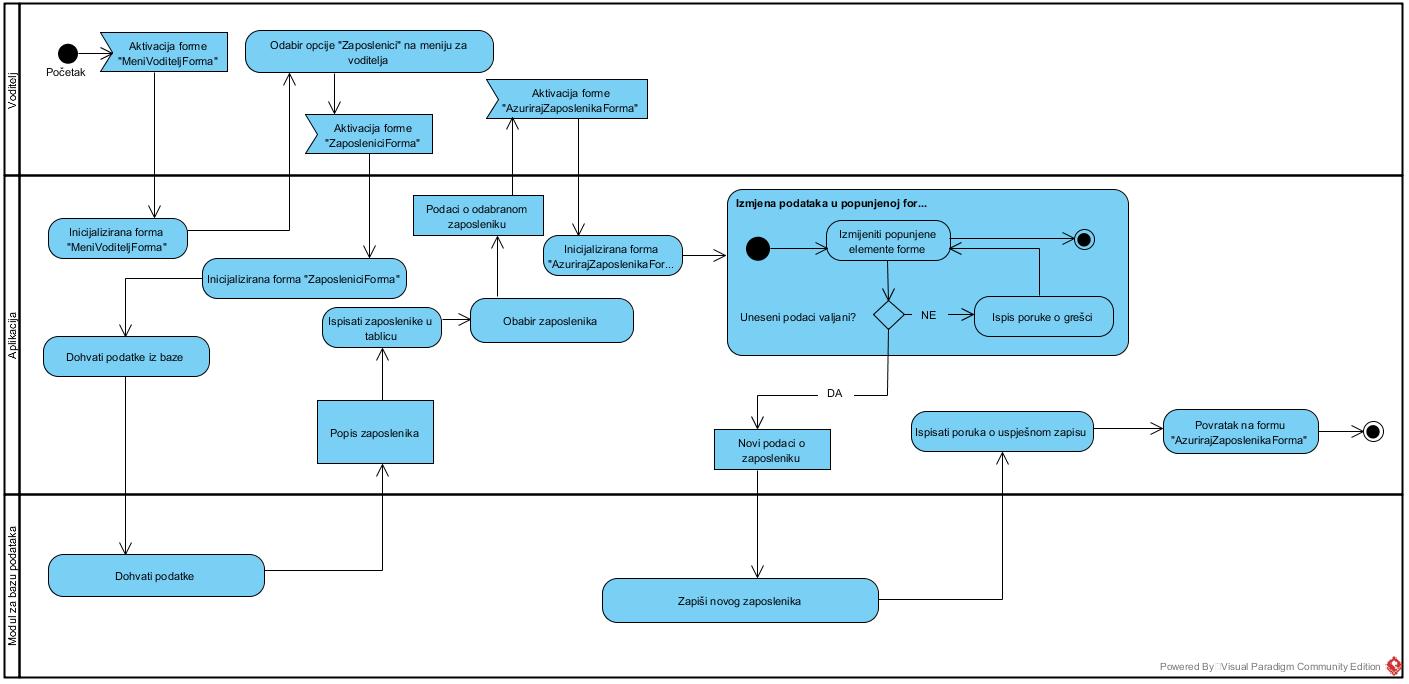 Voditelj
Početak
Aktivacija forme
"MeniVoditeljForma"
Odabir opcije "Zaposlenici" na meniju za
voditelja
Aktivacija forme
"ZaposleniciForma"
Aktivacija forme
"AzurirajZaposlenikaForma"
Aplikacija
Inicijalizirana forma
"MeniVoditeljForma"
Inicijalizirana forma "ZaposleniciForma"
Dohvati podatke iz baze
Ispisati zaposlenike u
tablicu
Popis zaposlenika
Podaci o odabranom
zaposleniku
Obabir zaposlenika
Inicijalizirana forma
"AzurirajZaposlenikaFor...
Izmjena podataka u popunjenoj for...
Izmijeniti popunjene
elemente forme
Uneseni podaci valjani?
NE
Ispis poruke o grešci
DA
Novi podaci o
zaposleniku
Ispisati poruka o uspješnom zapisu
Povratak na formu
"AzurirajZaposlenikaForma"
Modul za bazu podataka
Dohvati podatke
Zapiši novog zaposlenika
Powered By Visual Paradigm Community Edition